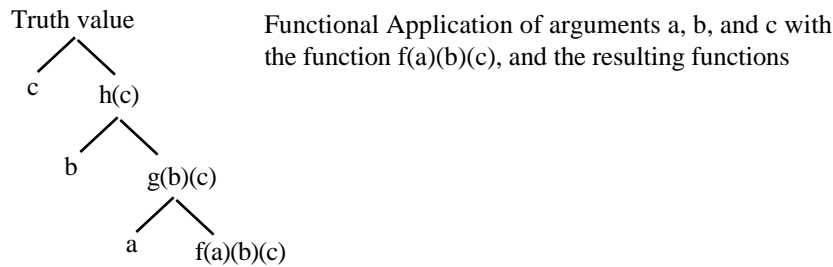 Truth value
Functional Application of arguments a, b, and c with
the function f(a)(b)(c), and the resulting functions
c
h(c)
b
g(b)(c)
a
f(a)(b)(c)